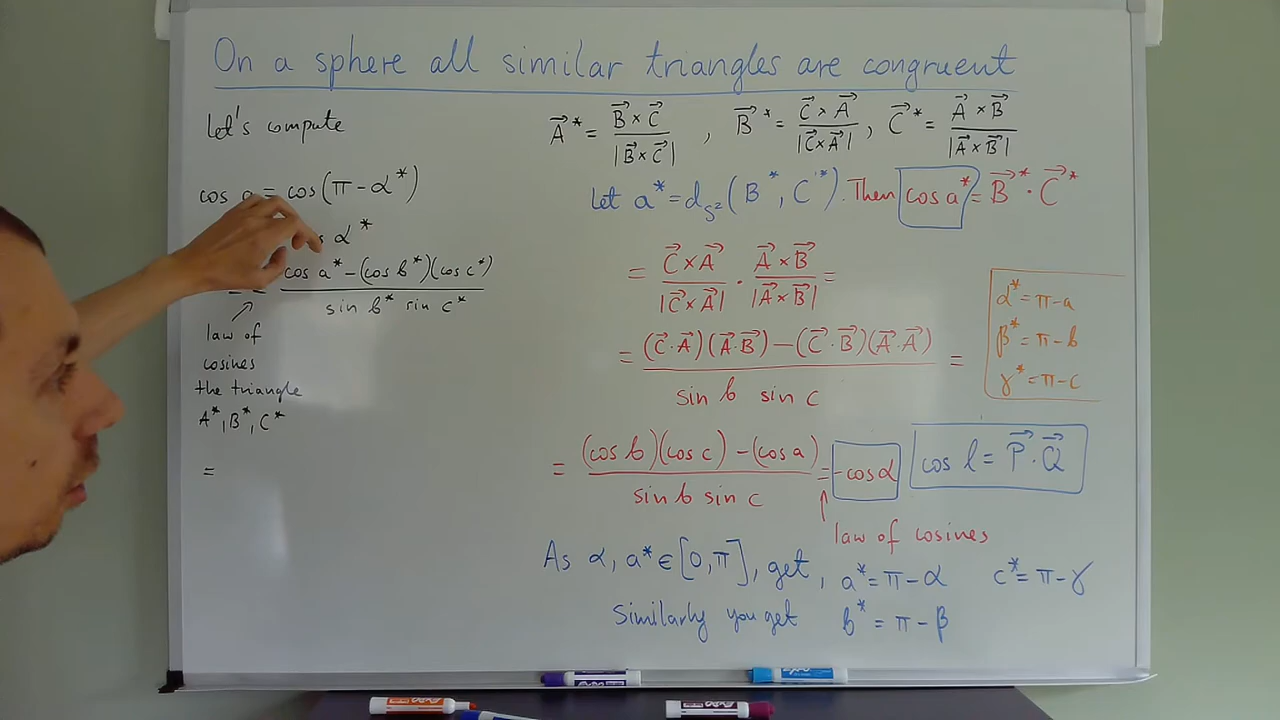 On a sphere all similar triangles are congruent
Let's compute
cos a = cos(π - α*)
α*
cos a* - (cos b*)(cos c*)
sin b* sin c*
law of
cosines
the triangle
A*, B*, C*
=
A⃗* = B⃗ × C⃗ / |B⃗ × C⃗| , B⃗* = C⃗ × A⃗ / |C⃗ × A⃗| , C⃗* = A⃗ × B⃗ / |A⃗ × B⃗|
Let a* = d_S²(B*, C*). Then cos a* = B⃗* · C⃗*
= C⃗ × A⃗ / |C⃗ × A⃗| · A⃗ × B⃗ / |A⃗ × B⃗| =
= (C⃗·A⃗)(A⃗·B⃗) - (C⃗·B⃗)(A⃗·A⃗) / sin b sin c =
= (cos b)(cos c) - (cos a) / sin b sin c = -cos α
law of cosines
α* = π - a
β* = π - b
γ* = π - c
cos l = P⃗ · Q⃗
As α, a* ∈ [0, π], get, a* = π - α c* = π - γ
Similarly you get b* = π - β